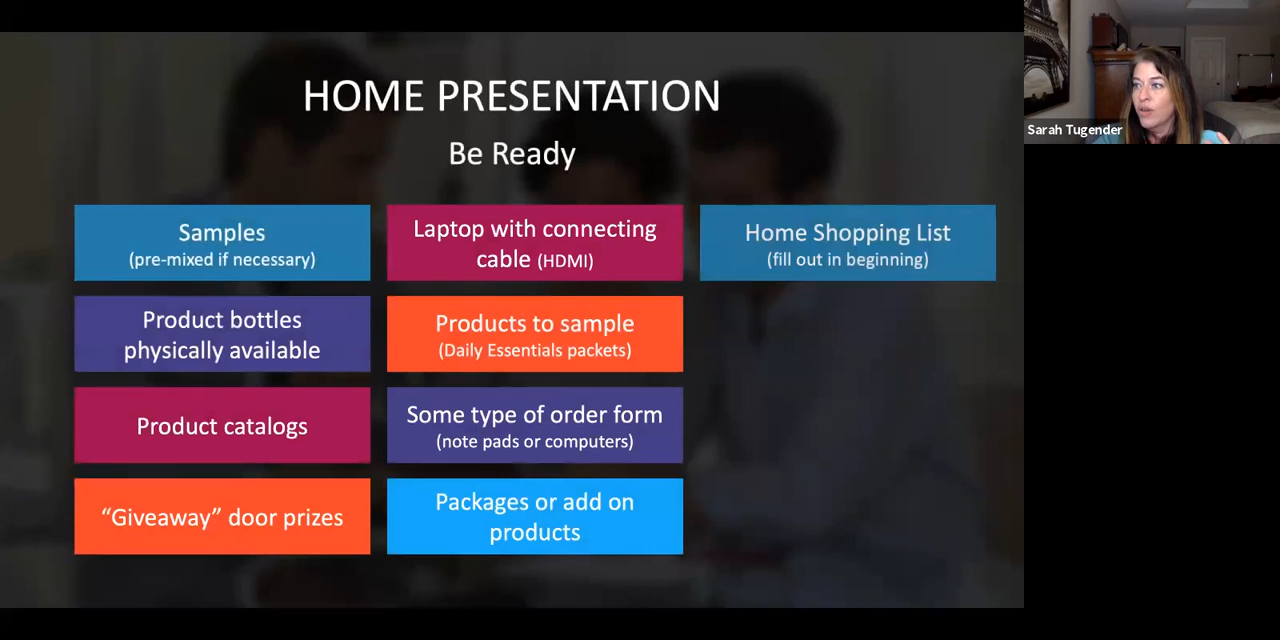 HOME PRESENTATION
Be Ready
Samples
(pre-mixed if necessary)
Product bottles
physically available
Product catalogs
“Giveaway” door prizes
Laptop with connecting
cable (HDMI)
Products to sample
(Daily Essentials packets)
Some type of order form
(note pads or computers)
Packages or add on
products
Home Shopping List
(fill out in beginning)
Sarah Tugender